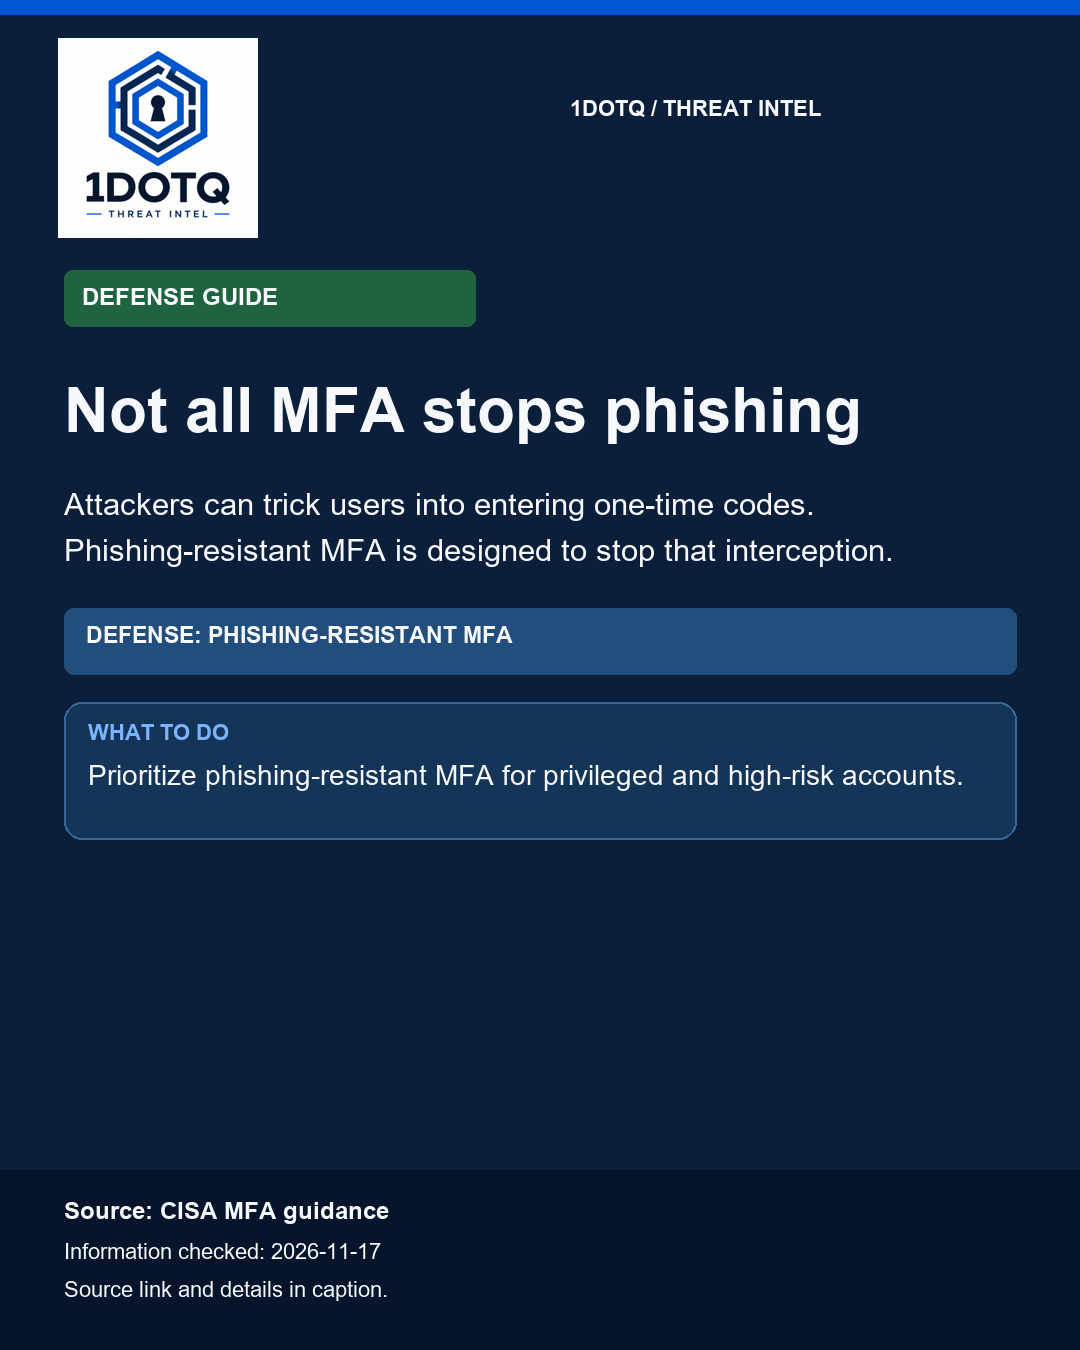 1DOTQ
THREAT INTEL
1DOTQ / THREAT INTEL
DEFENSE GUIDE
Not all MFA stops phishing
Attackers can trick users into entering one-time codes.
Phishing-resistant MFA is designed to stop that interception.
DEFENSE: PHISHING-RESISTANT MFA
WHAT TO DO
Prioritize phishing-resistant MFA for privileged and high-risk accounts.
Source: CISA MFA guidance
Information checked: 2026-11-17
Source link and details in caption.